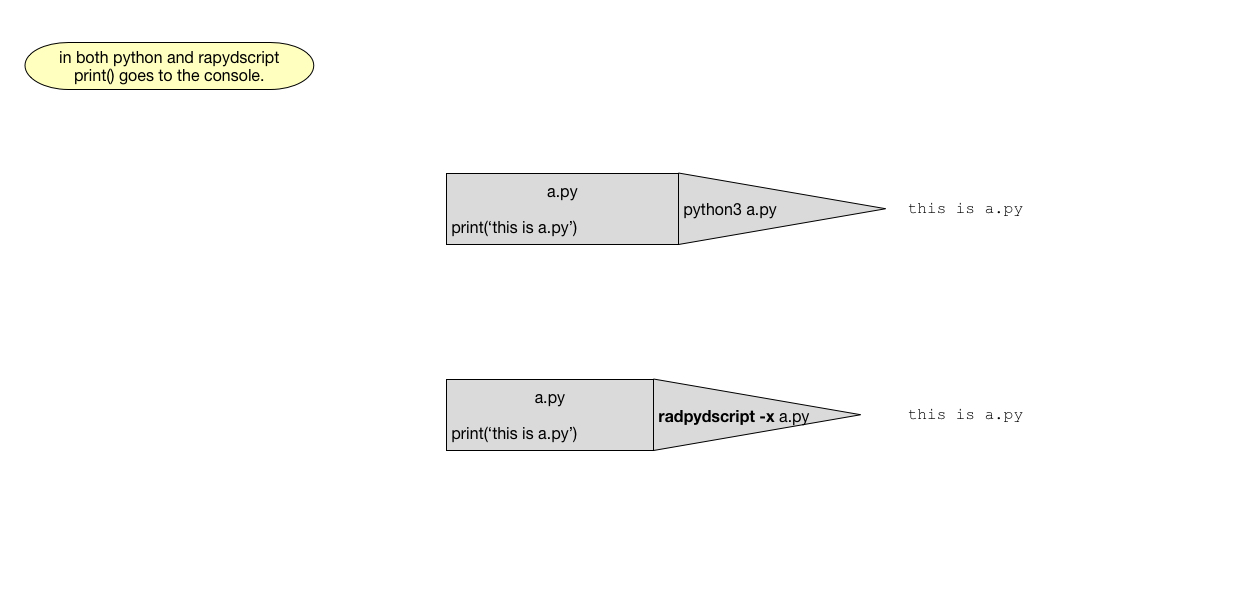 in both python and rapydscript
print() goes to the console.
a.py
print(‘this is a.py’)
python3 a.py
this is a.py
a.py
print(‘this is a.py’)
radpydscript -x a.py
this is a.py